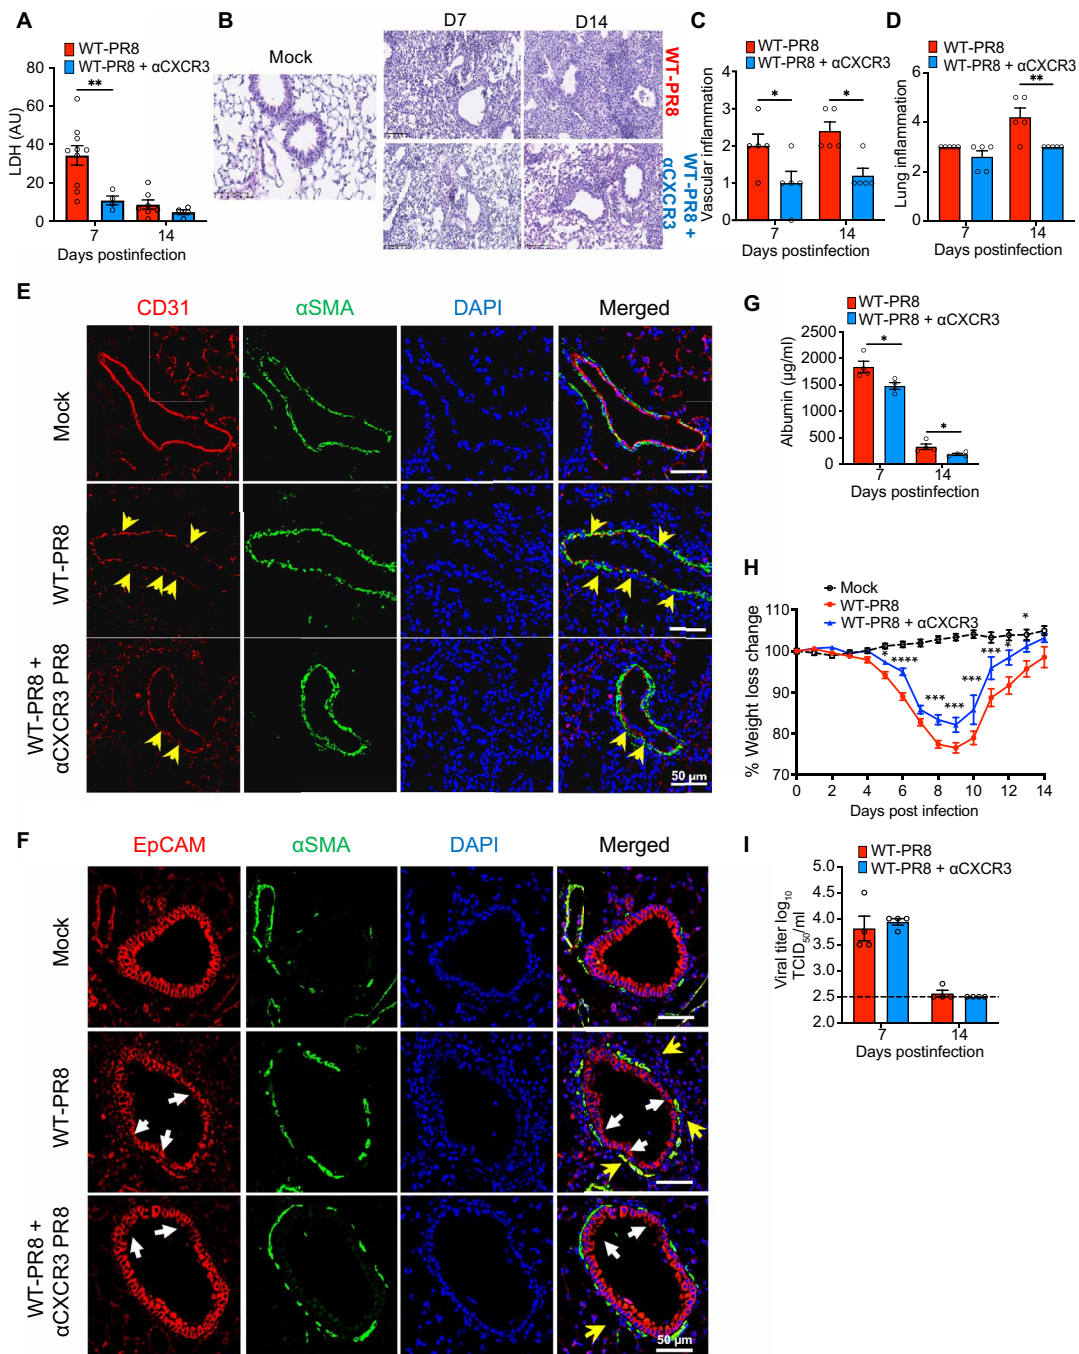 A
WT-PR8
WT-PR8 + αCXCR3
LDH (AU)
80
60
40
20
0
**
7
14
Days postinfection
B
Mock
D7
D14
WT-PR8
WT-PR8 +
αCXCR3
C
WT-PR8
WT-PR8 + αCXCR3
Vascular inflammation
4
3
2
1
0
*
*
7
14
Days postinfection
D
WT-PR8
WT-PR8 + αCXCR3
Lung inflammation
8
6
4
2
0
**
7
14
Days postinfection
E
CD31
αSMA
DAPI
Merged
Mock
WT-PR8
WT-PR8 +
αCXCR3 PR8
50 µm
F
EpCAM
αSMA
DAPI
Merged
Mock
WT-PR8
WT-PR8 +
αCXCR3 PR8
50 µm
G
WT-PR8
WT-PR8 + αCXCR3
Albumin (µg/ml)
2500
2000
1500
1000
500
0
*
*
7
14
Days postinfection
H
Mock
WT-PR8
WT-PR8 + αCXCR3
% Weight loss change
110
100
90
80
70
*
****
***
***
***
***
*
*
0
2
4
6
8
10
12
14
Days post infection
I
WT-PR8
WT-PR8 + αCXCR3
Viral titer log10
TCID50/ml
5.0
4.5
4.0
3.5
3.0
2.5
2.0
7
14
Days postinfection